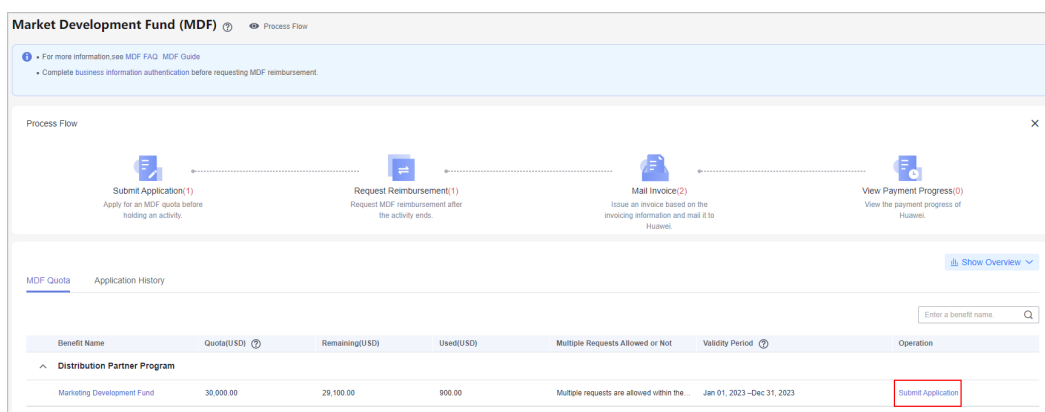 Market Development Fund (MDF) ? Process Flow
i • For more information,see MDF FAQ MDF Guide
• Complete business information authentication before requesting MDF reimbursement.
Process Flow ×
Submit Application(1)
Apply for an MDF quota before
holding an activity.
Request Reimbursement(1)
Request MDF reimbursement after
the activity ends.
Mail Invoice(2)
Issue an invoice based on the
invoicing information and mail it to
Huawei.
View Payment Progress(0)
View the payment progress of
Huawei.
Show Overview
MDF Quota Application History
Enter a benefit name.
Benefit Name Quota(USD) ? Remaining(USD) Used(USD) Multiple Requests Allowed or Not Validity Period ? Operation
Distribution Partner Program
Marketing Development Fund 30,000.00 29,100.00 900.00 Multiple requests are allowed within the... Jan 01, 2023 –Dec 31, 2023 Submit Application